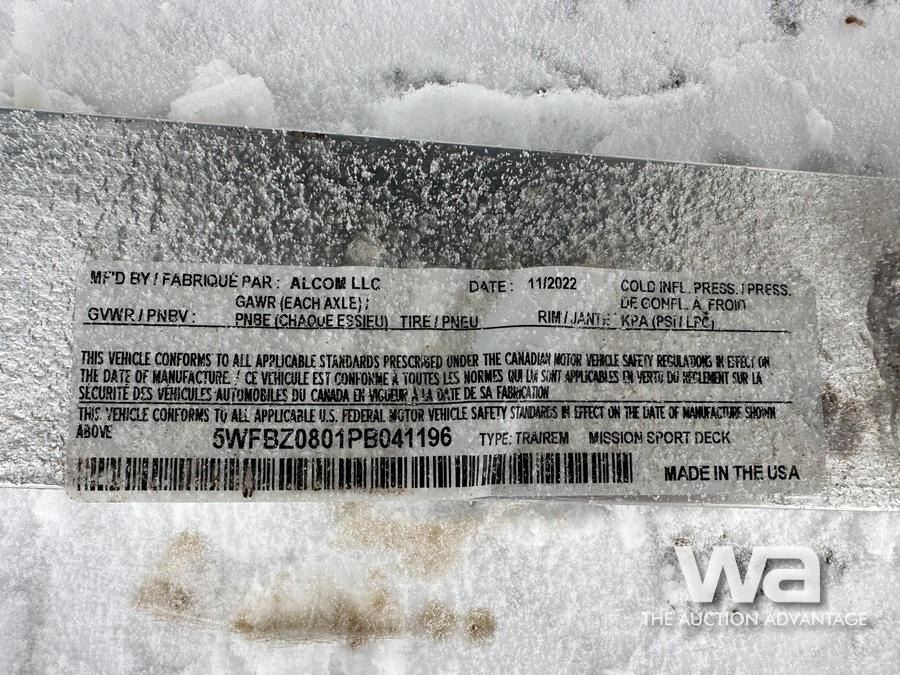 MF'D BY / FABRIQUÉ PAR : ALCOM LLC DATE : 11/2022 COLD INFL. PRESS. / PRESS.
GAWR (EACH AXLE) / DE GONFL. À FROID
GVWR / PNBV : PNBE (CHAQUE ESSIEU) TIRE / PNEU RIM / JANTE KPA (PSI / LPC)
THIS VEHICLE CONFORMS TO ALL APPLICABLE STANDARDS PRESCRIBED UNDER THE CANADIAN MOTOR VEHICLE SAFETY REGULATIONS IN EFFECT ON
THE DATE OF MANUFACTURE. / CE VÉHICULE EST CONFORME À TOUTES LES NORMES QUI LUI SONT APPLICABLES EN VERTU DU RÈGLEMENT SUR LA
SÉCURITÉ DES VÉHICULES AUTOMOBILES DU CANADA EN VIGUEUR À LA DATE DE SA FABRICATION
THIS VEHICLE CONFORMS TO ALL APPLICABLE U.S. FEDERAL MOTOR VEHICLE SAFETY STANDARDS IN EFFECT ON THE DATE OF MANUFACTURE SHOWN
ABOVE 5WFBZ0801PB041196 TYPE: TRA/REM MISSION SPORT DECK
MADE IN THE USA
wa
THE AUCTION ADVANTAGE